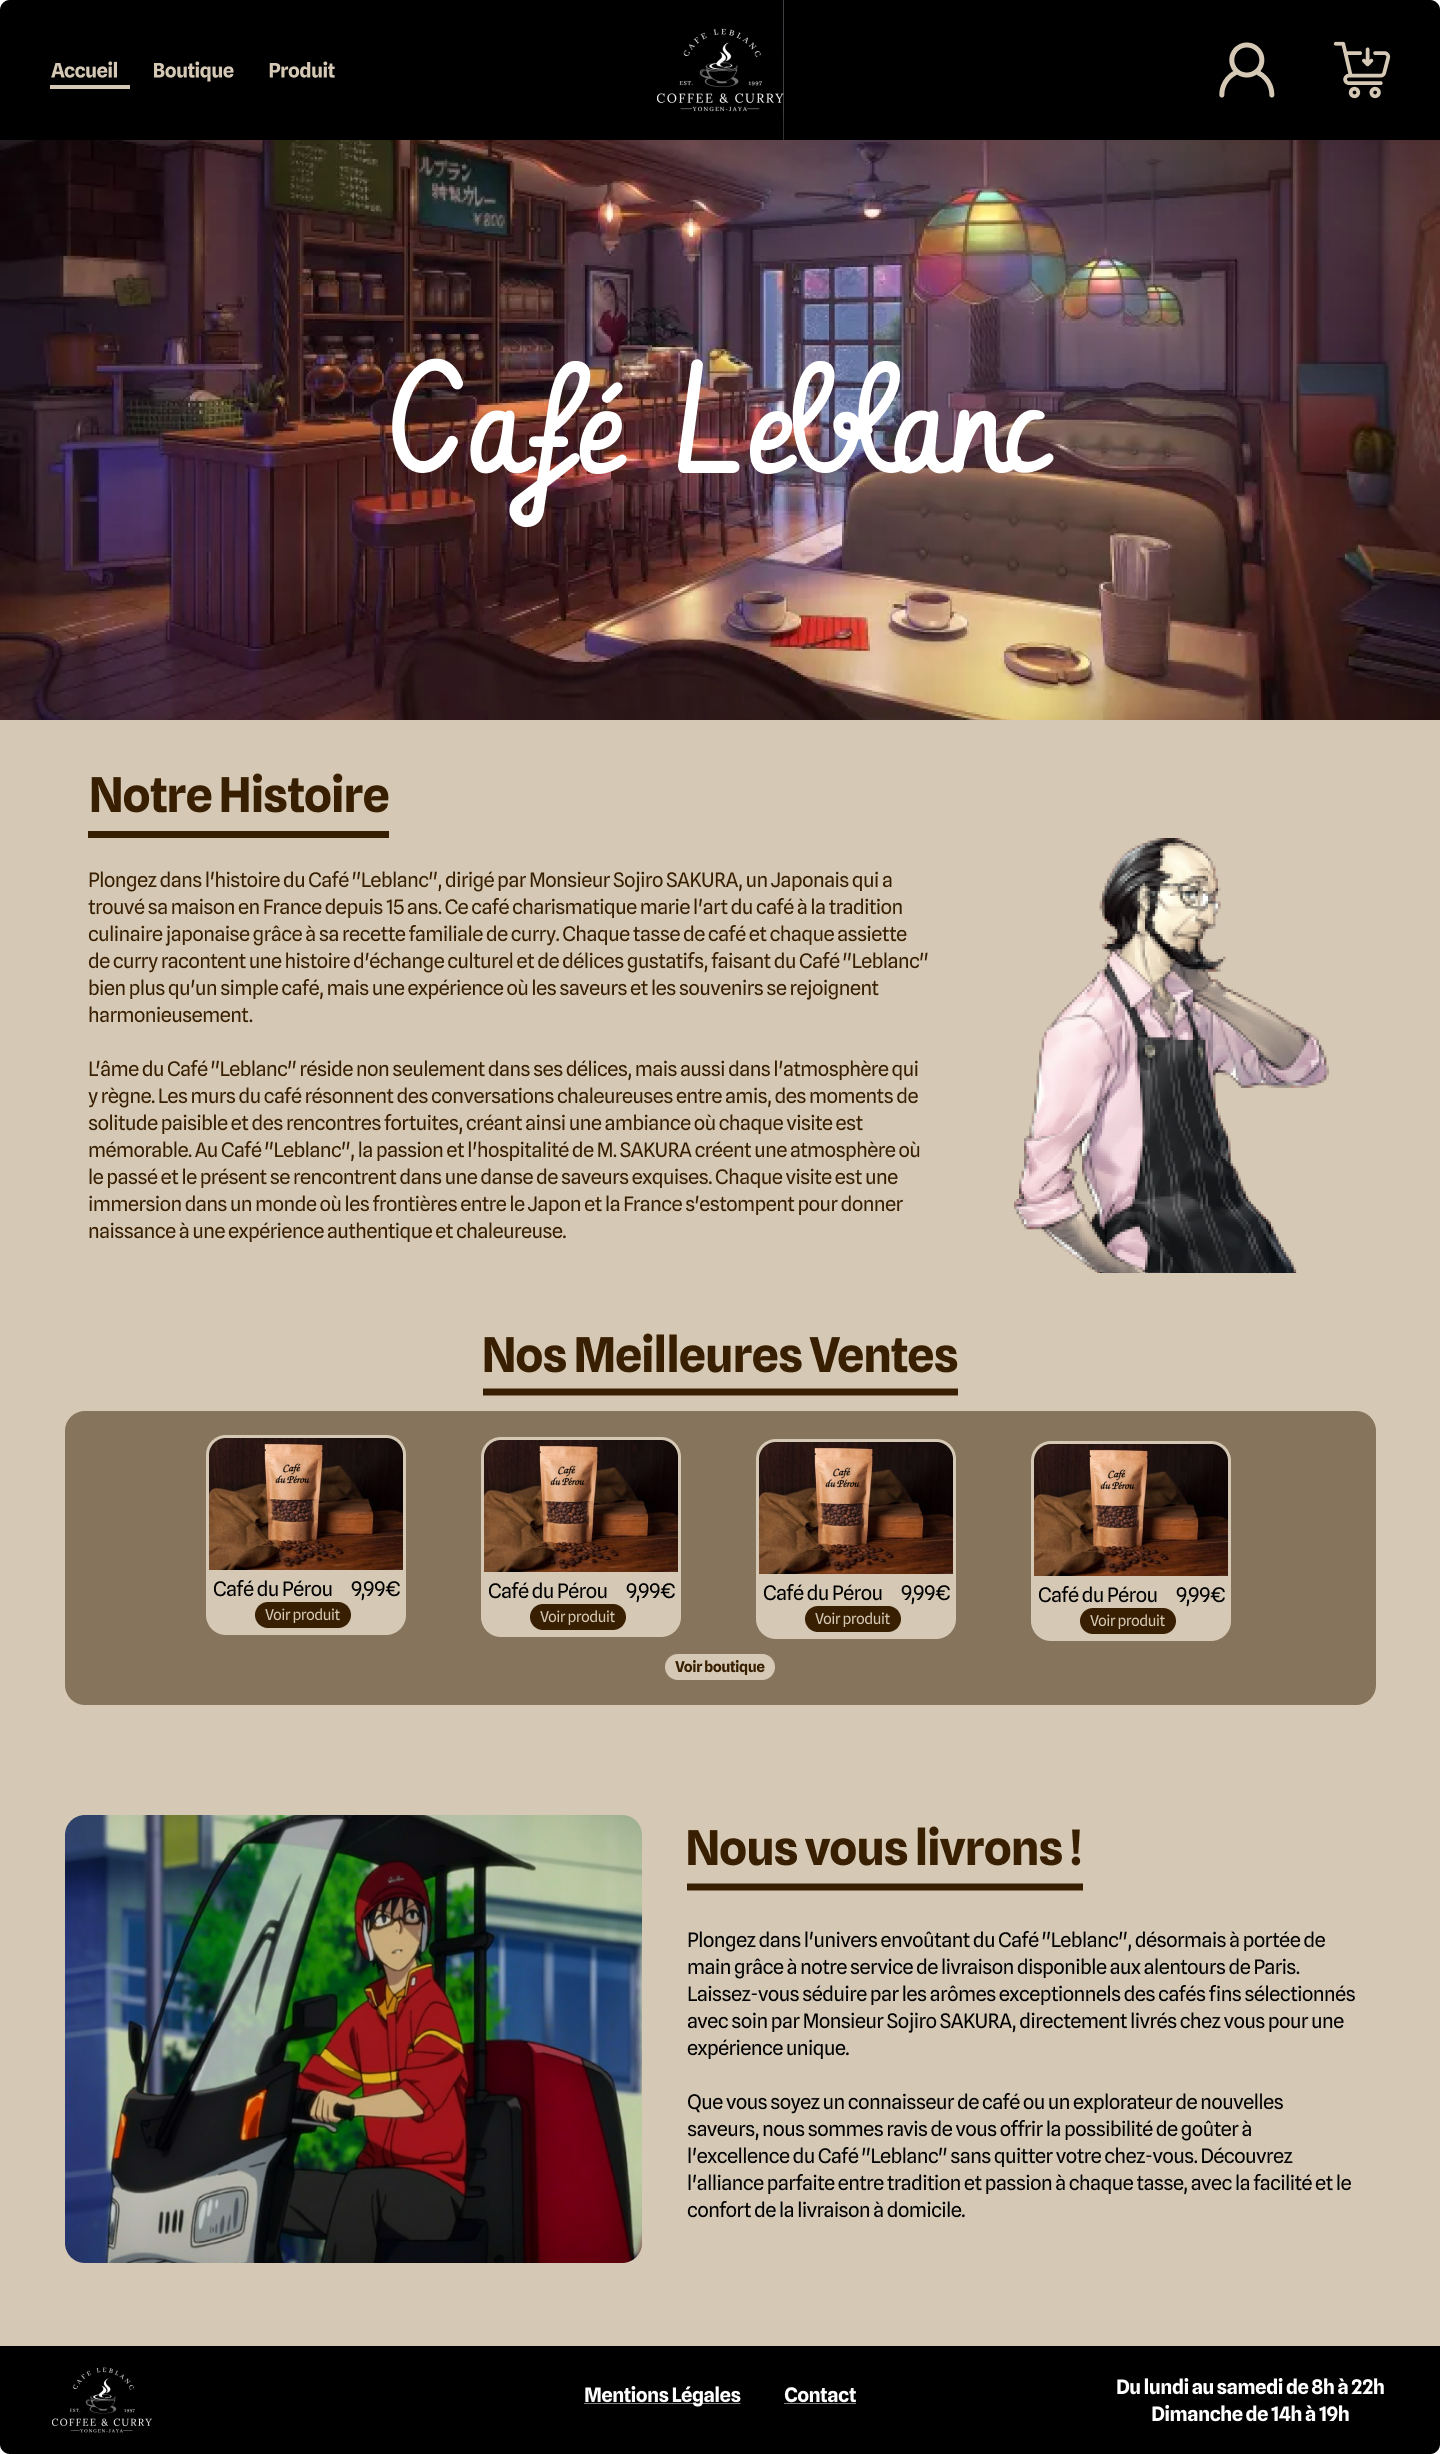 Accueil
Boutique
Produit
CAFE LEBLANC
EST. 1997
COFFEE & CURRY
YONGEN-JAYA
ルブラン
特製カレー
¥800
Café Leblanc
Notre Histoire
Plongez dans l'histoire du Café "Leblanc", dirigé par Monsieur Sojiro SAKURA, un Japonais qui a
trouvé sa maison en France depuis 15 ans. Ce café charismatique marie l'art du café à la tradition
culinaire japonaise grâce à sa recette familiale de curry. Chaque tasse de café et chaque assiette
de curry racontent une histoire d'échange culturel et de délices gustatifs, faisant du Café "Leblanc"
bien plus qu'un simple café, mais une expérience où les saveurs et les souvenirs se rejoignent
harmonieusement.
L'âme du Café "Leblanc" réside non seulement dans ses délices, mais aussi dans l'atmosphère qui
y règne. Les murs du café résonnent des conversations chaleureuses entre amis, des moments de
solitude paisible et des rencontres fortuites, créant ainsi une ambiance où chaque visite est
mémorable. Au Café "Leblanc", la passion et l'hospitalité de M. SAKURA créent une atmosphère où
le passé et le présent se rencontrent dans une danse de saveurs exquises. Chaque visite est une
immersion dans un monde où les frontières entre le Japon et la France s'estompent pour donner
naissance à une expérience authentique et chaleureuse.
Nos Meilleures Ventes
Café
du Pérou
Café du Pérou 9,99€
Voir produit
Café
du Pérou
Café du Pérou 9,99€
Voir produit
Café
du Pérou
Café du Pérou 9,99€
Voir produit
Café
du Pérou
Café du Pérou 9,99€
Voir produit
Voir boutique
Nous vous livrons !
Plongez dans l'univers envoûtant du Café "Leblanc", désormais à portée de
main grâce à notre service de livraison disponible aux alentours de Paris.
Laissez-vous séduire par les arômes exceptionnels des cafés fins sélectionnés
avec soin par Monsieur Sojiro SAKURA, directement livrés chez vous pour une
expérience unique.
Que vous soyez un connaisseur de café ou un explorateur de nouvelles
saveurs, nous sommes ravis de vous offrir la possibilité de goûter à
l'excellence du Café "Leblanc" sans quitter votre chez-vous. Découvrez
l'alliance parfaite entre tradition et passion à chaque tasse, avec la facilité et le
confort de la livraison à domicile.
CAFE LEBLANC
EST. 1997
COFFEE & CURRY
YONGEN-JAYA
Mentions Légales
Contact
Du lundi au samedi de 8h à 22h
Dimanche de 14h à 19h